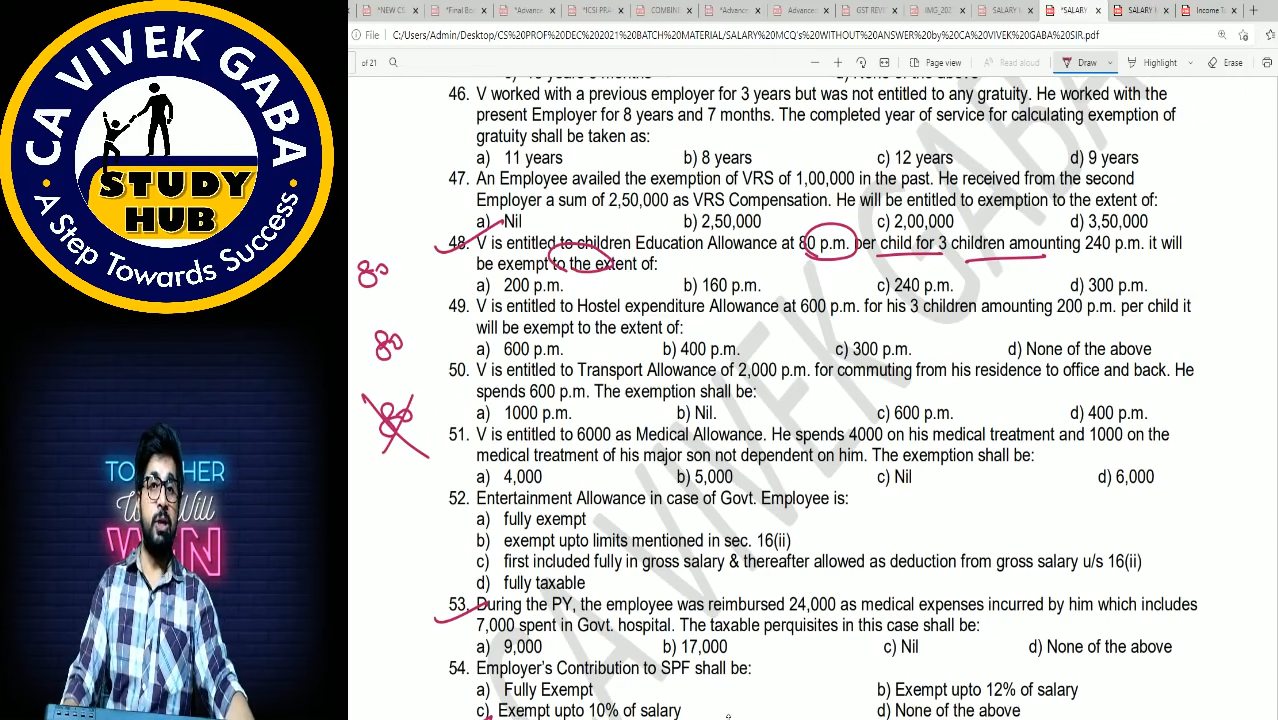 CA VIVEK GABA
STUDY
HUB
A Step Towards Success
File C:/Users/Admin/Desktop/CS%20PROF%20DEC%202021%20BATCH%20MATERIAL/SALARY%20MCQ's%20WITHOUT%20ANSWER%20by%20CA%20VIVEK%20GABA%20SIR.pdf
of 21 Page view Read aloud Draw Highlight Erase
46. V worked with a previous employer for 3 years but was not entitled to any gratuity. He worked with the
present Employer for 8 years and 7 months. The completed year of service for calculating exemption of
gratuity shall be taken as:
a) 11 years b) 8 years c) 12 years d) 9 years
47. An Employee availed the exemption of VRS of 1,00,000 in the past. He received from the second
Employer a sum of 2,50,000 as VRS Compensation. He will be entitled to exemption to the extent of:
a) Nil b) 2,50,000 c) 2,00,000 d) 3,50,000
48. V is entitled to children Education Allowance at 80 p.m. per child for 3 children amounting 240 p.m. it will
be exempt to the extent of:
a) 200 p.m. b) 160 p.m. c) 240 p.m. d) 300 p.m.
49. V is entitled to Hostel expenditure Allowance at 600 p.m. for his 3 children amounting 200 p.m. per child it
will be exempt to the extent of:
a) 600 p.m. b) 400 p.m. c) 300 p.m. d) None of the above
50. V is entitled to Transport Allowance of 2,000 p.m. for commuting from his residence to office and back. He
spends 600 p.m. The exemption shall be:
a) 1000 p.m. b) Nil. c) 600 p.m. d) 400 p.m.
51. V is entitled to 6000 as Medical Allowance. He spends 4000 on his medical treatment and 1000 on the
medical treatment of his major son not dependent on him. The exemption shall be:
a) 4,000 b) 5,000 c) Nil d) 6,000
52. Entertainment Allowance in case of Govt. Employee is:
a) fully exempt
b) exempt upto limits mentioned in sec. 16(ii)
c) first included fully in gross salary & thereafter allowed as deduction from gross salary u/s 16(ii)
d) fully taxable
53. During the PY, the employee was reimbursed 24,000 as medical expenses incurred by him which includes
7,000 spent in Govt. hospital. The taxable perquisites in this case shall be:
a) 9,000 b) 17,000 c) Nil d) None of the above
54. Employer's Contribution to SPF shall be:
a) Fully Exempt b) Exempt upto 12% of salary
c) Exempt upto 10% of salary d) None of the above
80
80
80